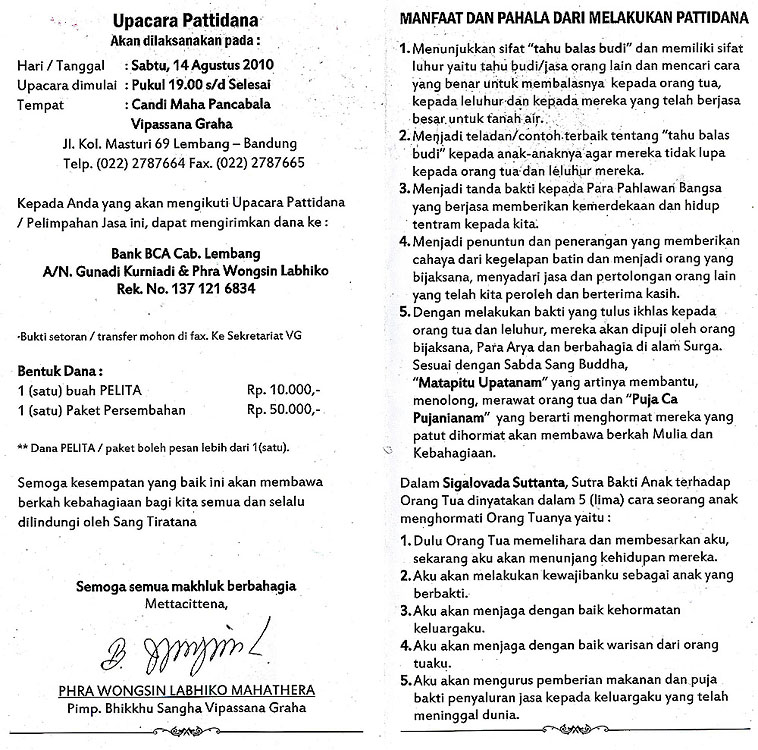 Upacara Pattidana
Akan dilaksanakan pada :
Hari / Tanggal : Sabtu, 14 Agustus 2010
Upacara dimulai : Pukul 19.00 s/d Selesai
Tempat : Candi Maha Pancabala
Vipassana Graha
Jl. Kol. Masturi 69 Lembang – Bandung
Telp. (022) 2787664 Fax. (022) 2787665
Kepada Anda yang akan mengikuti Upacara Pattidana
/ Pelimpahan Jasa ini, dapat mengirimkan dana ke :
Bank BCA Cab. Lembang
A/N. Gunadi Kurniadi & Phra Wongsin Labhiko
Rek. No. 137 121 6834
*Bukti setoran / transfer mohon di fax. Ke Sekretariat VG
Bentuk Dana :
1 (satu) buah PELITA Rp. 10.000,-
1 (satu) Paket Persembahan Rp. 50.000,-
** Dana PELITA / paket boleh pesan lebih dari 1(satu).
Semoga kesempatan yang baik ini akan membawa
berkah kebahagiaan bagi kita semua dan selalu
dilindungi oleh Sang Tiratana
Semoga semua makhluk berbahagia
Mettacittena,
PHRA WONGSIN LABHIKO MAHATHERA
Pimp. Bhikkhu Sangha Vipassana Graha
MANFAAT DAN PAHALA DARI MELAKUKAN PATTIDANA
1. Menunjukkan sifat “tahu balas budi” dan memiliki sifat
luhur yaitu tahu budi/jasa orang lain dan mencari cara
yang benar untuk membalasnya kepada orang tua,
kepada leluhur dan kepada mereka yang telah berjasa
besar untuk tanah air.
2. Menjadi teladan/contoh terbaik tentang “tahu balas
budi” kepada anak-anaknya agar mereka tidak lupa
kepada orang tua dan leluhur mereka.
3. Menjadi tanda bakti kepada Para Pahlawan Bangsa
yang berjasa memberikan kemerdekaan dan hidup
tentram kepada kita.
4. Menjadi penuntun dan penerangan yang memberikan
cahaya dari kegelapan batin dan menjadi orang yang
bijaksana, menyadari jasa dan pertolongan orang lain
yang telah kita peroleh dan berterima kasih.
5. Dengan melakukan bakti yang tulus ikhlas kepada
orang tua dan leluhur, mereka akan dipuji oleh orang
bijaksana, Para Arya dan berbahagia di alam Surga.
Sesuai dengan Sabda Sang Buddha,
“Matapitu Upatanam” yang artinya membantu,
menolong, merawat orang tua dan “Puja Ca
Pujanianam” yang berarti menghormat mereka yang
patut dihormat akan membawa berkah Mulia dan
Kebahagiaan.
Dalam Sigalovada Suttanta, Sutra Bakti Anak terhadap
Orang Tua dinyatakan dalam 5 (lima) cara seorang anak
menghormati Orang Tuanya yaitu :
1. Dulu Orang Tua memelihara dan membesarkan aku,
sekarang aku akan menunjang kehidupan mereka.
2. Aku akan melakukan kewajibanku sebagai anak yang
berbakti.
3. Aku akan menjaga dengan baik kehormatan
keluargaku.
4. Aku akan menjaga dengan baik warisan dari orang
tuaku.
5. Aku akan mengurus pemberian makanan dan puja
bakti penyaluran jasa kepada keluargaku yang telah
meninggal dunia.